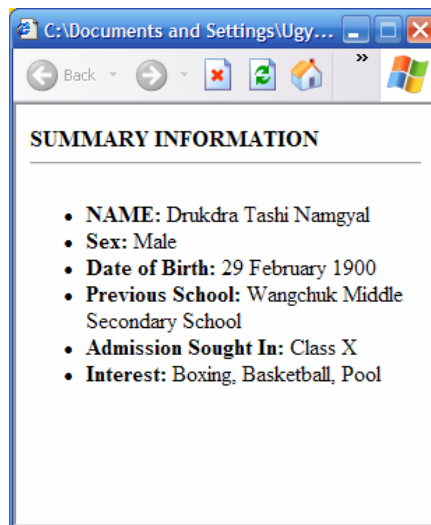 C:\Documents and Settings\Ugy...
Back
»
SUMMARY INFORMATION
• NAME: Drukdra Tashi Namgyal
• Sex: Male
• Date of Birth: 29 February 1900
• Previous School: Wangchuk Middle
Secondary School
• Admission Sought In: Class X
• Interest: Boxing, Basketball, Pool